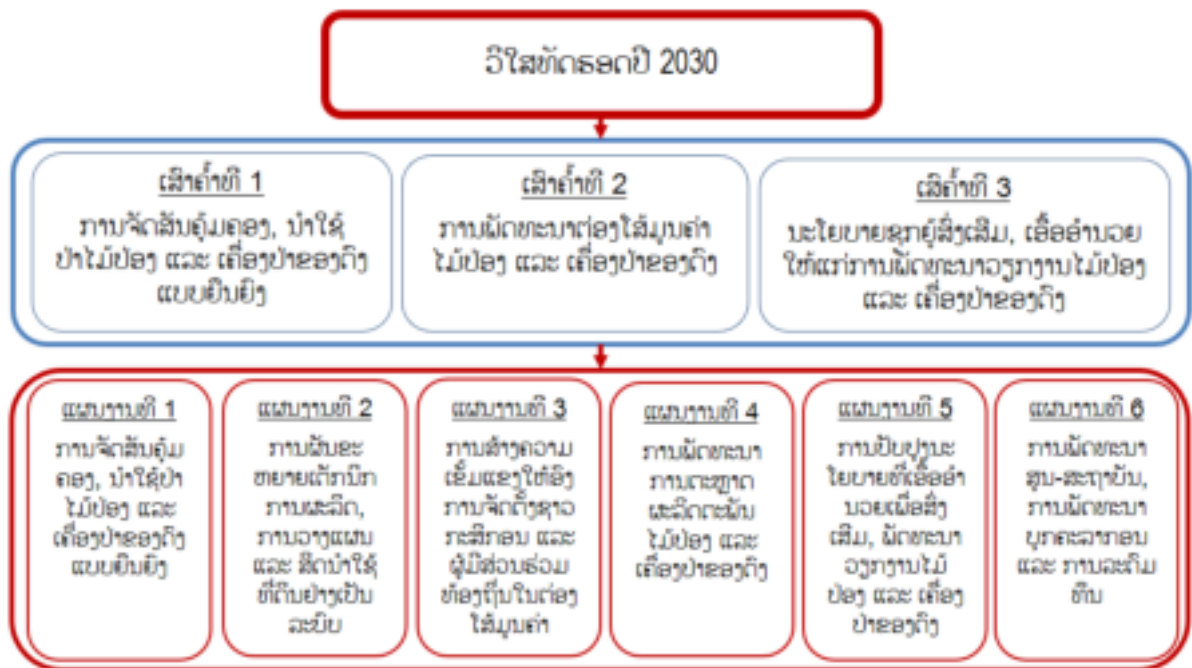 ວິໄສທັດຮອດປີ 2030
ເສົາຄ້ຳທີ 1
ການຈັດສັນຄຸ້ມຄອງ, ນຳໃຊ້
ປ່າໄມ້ປ່ອງ ແລະ ເຄື່ອງປ່າຂອງດົງ
ແບບຍືນຍົງ
ເສົາຄ້ຳທີ 2
ການພັດທະນາຕ່ອງໂສ້ມູນຄ່າ
ໄມ້ປ່ອງ ແລະ ເຄື່ອງປ່າຂອງດົງ
ເສົຄ້ຳທີ 3
ນະໂຍບາຍຊຸກຍູ້ສົ່ງເສີມ, ເອື້ອອຳນວຍ
ໃຫ້ແກ່ການພັດທະນາວຽກງານໄມ້ປ່ອງ
ແລະ ເຄື່ອງປ່າຂອງດົງ
ແຜນງານທີ 1
ການຈັດສັນຄຸ້ມ
ຄອງ, ນຳໃຊ້ປ່າ
ໄມ້ປ່ອງ ແລະ
ເຄື່ອງປ່າຂອງດົງ
ແບບຍືນຍົງ
ແຜນງານທີ 2
ການຜັນຂະ
ຫຍາຍເຕັກນິກ
ການຜະລິດ,
ການວາງແຜນ
ແລະ ສິດນຳໃຊ້
ທີ່ດິນຢ່າງເປັນ
ລະບົບ
ແຜນງານທີ 3
ການສ້າງຄວາມ
ເຂັ້ມແຂງໃຫ້ອົງ
ການຈັດຕັ້ງຊາວ
ກະສິກອນ ແລະ
ຜູ້ມີສ່ວນຮ່ວມ
ທ້ອງຖິ່ນໃນຕ່ອງ
ໂສ້ມູນຄ່າ
ແຜນງານທີ 4
ການພັດທະນາ
ການຕະຫຼາດ
ຜະລິດຕະພັນ
ໄມ້ປ່ອງ ແລະ
ເຄື່ອງປ່າຂອງດົງ
ແຜນງານທີ 5
ການປັບປຸງນະ
ໂຍບາຍທີ່ເອື້ອອຳ
ນວຍເພື່ອສົ່ງ
ເສີມ, ພັດທະນາ
ວຽກງານໄມ້
ປ່ອງ ແລະ ເຄື່ອງ
ປ່າຂອງດົງ
ແຜນງານທີ 6
ການພັດທະນາ
ສູນ-ສະຖາບັນ,
ການພັດທະນາ
ບຸກຄະລາກອນ
ແລະ ການລະດົມ
ທຶນ